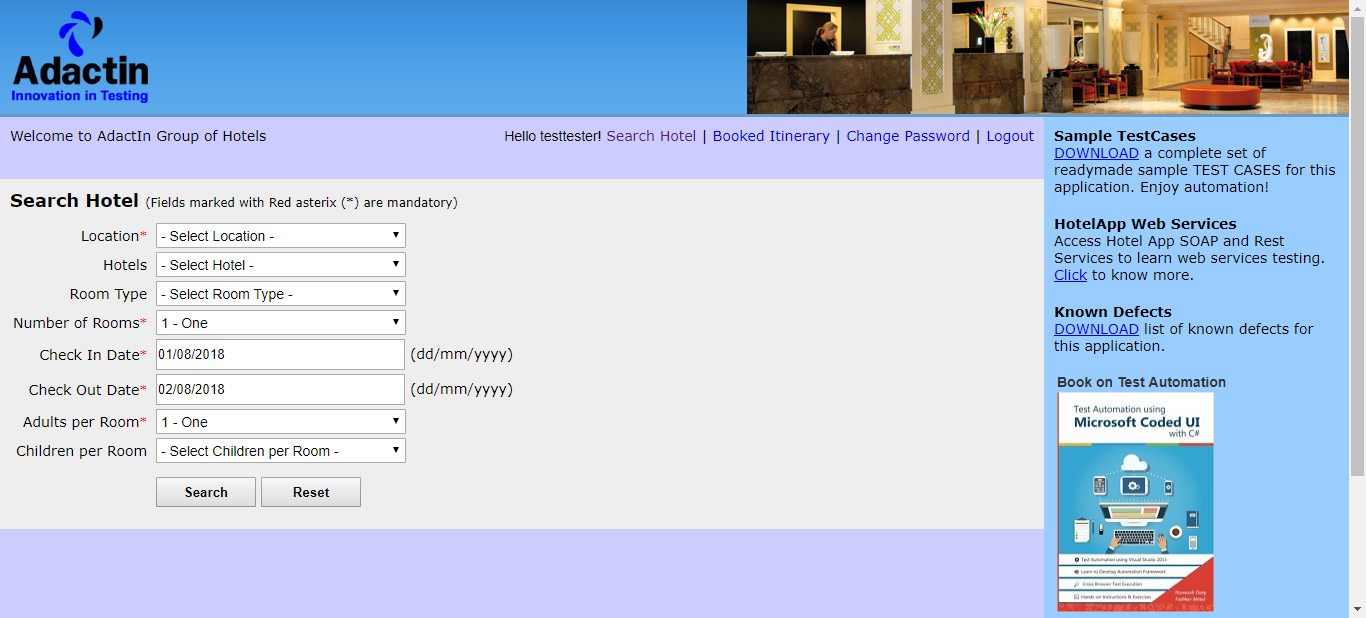 Adactin
Innovation in Testing
Welcome to AdactIn Group of Hotels
Hello testtester! Search Hotel | Booked Itinerary | Change Password | Logout
Search Hotel (Fields marked with Red asterix (*) are mandatory)
Location* - Select Location -
Hotels - Select Hotel -
Room Type - Select Room Type -
Number of Rooms* 1 - One
Check In Date* 01/08/2018 (dd/mm/yyyy)
Check Out Date* 02/08/2018 (dd/mm/yyyy)
Adults per Room* 1 - One
Children per Room - Select Children per Room -
Search Reset
Sample TestCases
DOWNLOAD a complete set of
readymade sample TEST CASES for this
application. Enjoy automation!
HotelApp Web Services
Access Hotel App SOAP and Rest
Services to learn web services testing.
Click to know more.
Known Defects
DOWNLOAD list of known defects for
this application.
Book on Test Automation
Test Automation using
Microsoft Coded UI
with C#
Test Automation using Visual Studio 2013
Learn to Develop Automation Framework
Cross Browser Test Execution
Hands-on Instructions & Exercises